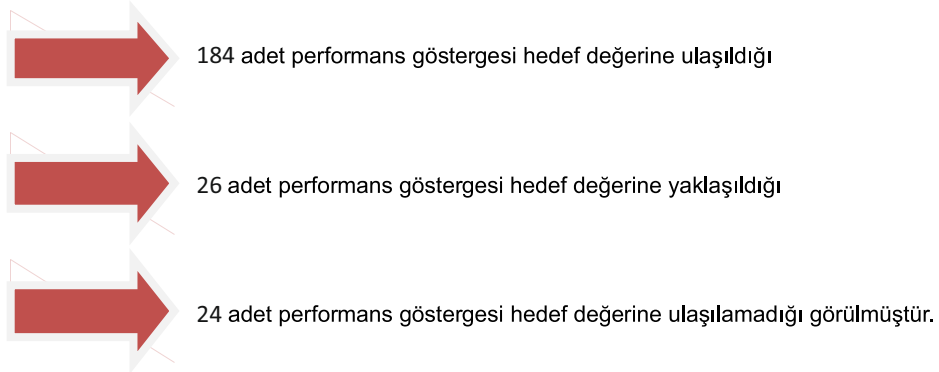 184 adet performans göstergesi hedef değerine ulaşıldığı
26 adet performans göstergesi hedef değerine yaklaşıldığı
24 adet performans göstergesi hedef değerine ulaşılamadığı görülmüştür.